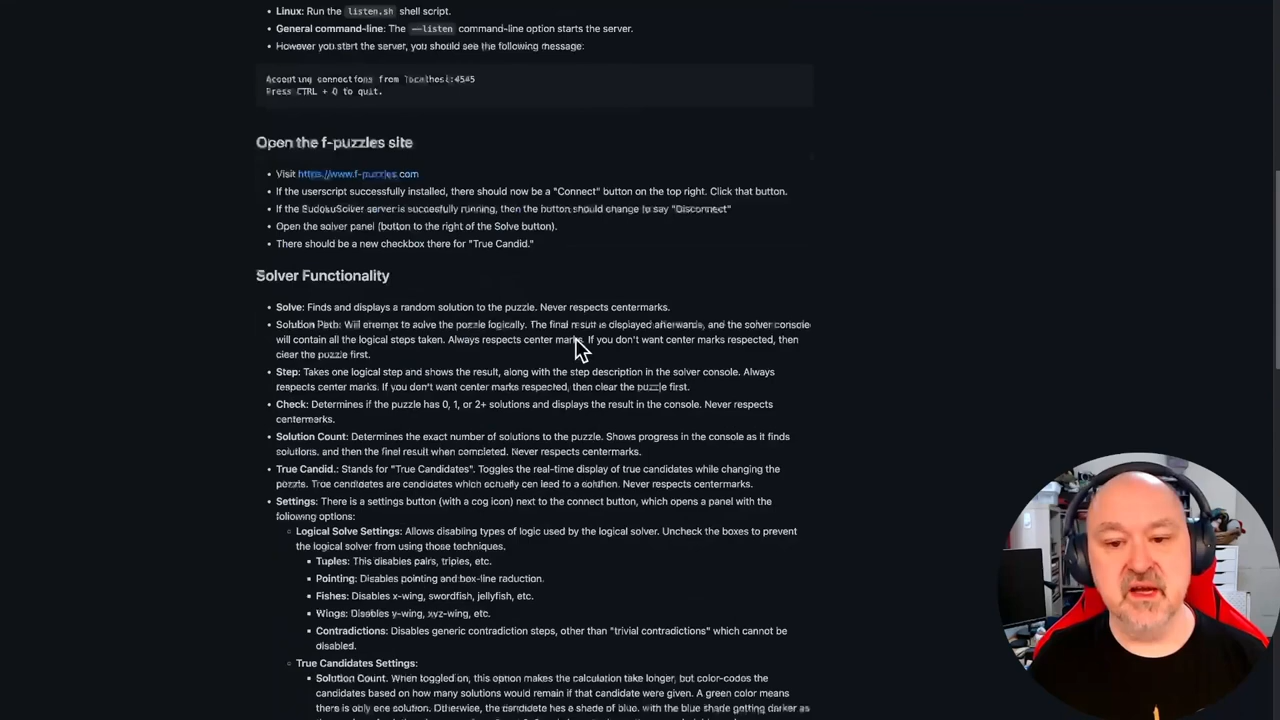 Linux: Run the listen.sh shell script.
General command-line: The --listen command-line option starts the server.
However you start the server, you should see the following message:
Accepting connections from localhost:4545
Press CTRL + Q to quit.
Open the f-puzzles site
Visit https://www.f-puzzles.com
If the userscript successfully installed, there should now be a "Connect" button on the top right. Click that button.
If the SudokuSolver server is succesfully running, then the button should change to say "Disconnect"
Open the solver panel (button to the right of the Solve button).
There should be a new checkbox there for "True Candid."
Solver Functionality
Solve: Finds and displays a random solution to the puzzle. Never respects centermarks.
Solution Path: Will attempt to solve the puzzle logically. The final result is displayed afterwards, and the solver console
will contain all the logical steps taken. Always respects center marks. If you don't want center marks respected, then
clear the puzzle first.
Step: Takes one logical step and shows the result, along with the step description in the solver console. Always
respects center marks. If you don't want center marks respected, then clear the puzzle first.
Check: Determines if the puzzle has 0, 1, or 2+ solutions and displays the result in the console. Never respects
centermarks.
Solution Count: Determines the exact number of solutions to the puzzle. Shows progress in the console as it finds
solutions, and then the final result when completed. Never respects centermarks.
True Candid.: Stands for "True Candidates". Toggles the real-time display of true candidates while changing the
puzzle. True candidates are candidates which actually can lead to a solution. Never respects centermarks.
Settings: There is a settings button (with a cog icon) next to the connect button, which opens a panel with the
following options:
Logical Solve Settings: Allows disabling types of logic used by the logical solver. Uncheck the boxes to prevent
the logical solver from using those techniques.
Tuples: This disables pairs, triples, etc.
Pointing: Disables pointing and box-line reduction.
Fishes: Disables x-wing, swordfish, jellyfish, etc.
Wings: Disables y-wing, xyz-wing, etc.
Contradictions: Disables generic contradiction steps, other than "trivial contradictions" which cannot be
disabled.
True Candidates Settings:
Solution Count. When toggled on, this option makes the calculation take longer, but color-codes the
candidates based on how many solutions would remain if that candidate were given. A green color means
there is only one solution. Otherwise, the candidate has a shade of blue, with the blue shade getting darker as